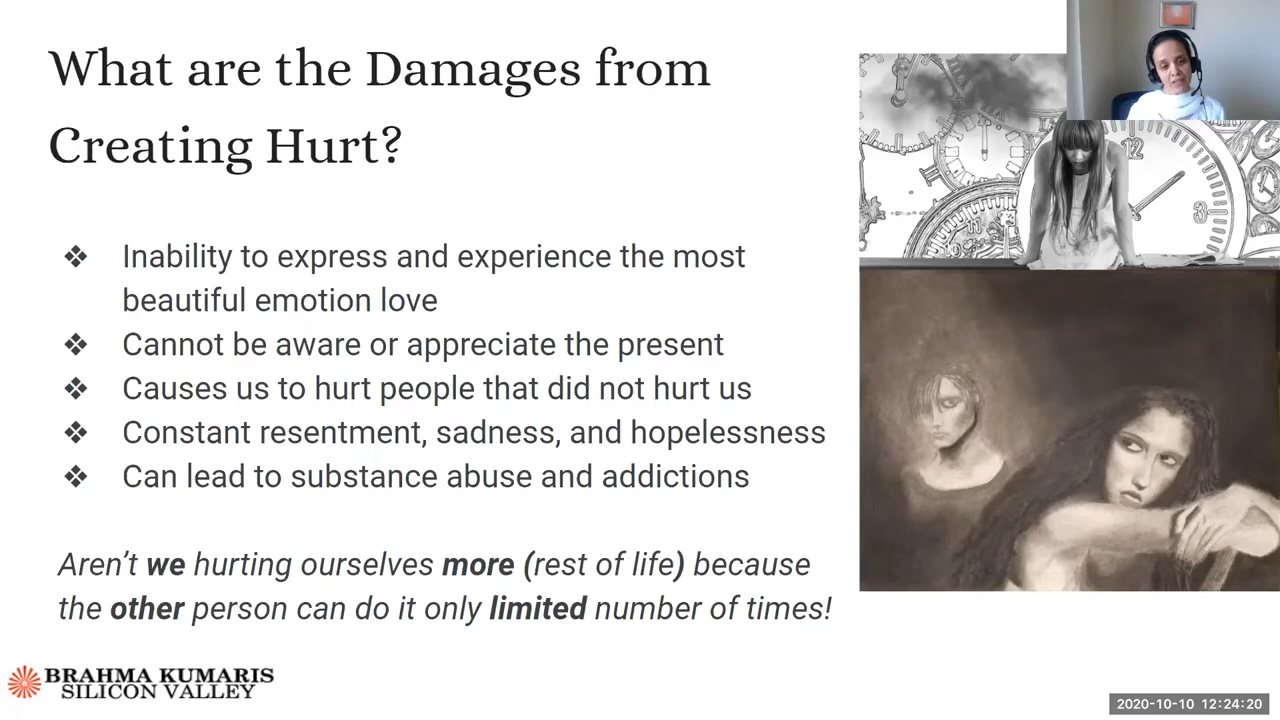 What are the Damages from
Creating Hurt?
❖ Inability to express and experience the most
beautiful emotion love
❖ Cannot be aware or appreciate the present
❖ Causes us to hurt people that did not hurt us
❖ Constant resentment, sadness, and hopelessness
❖ Can lead to substance abuse and addictions
Aren’t we hurting ourselves more (rest of life) because
the other person can do it only limited number of times!
BRAHMA KUMARIS
SILICON VALLEY
12
3
2020-10-10 12:24:20